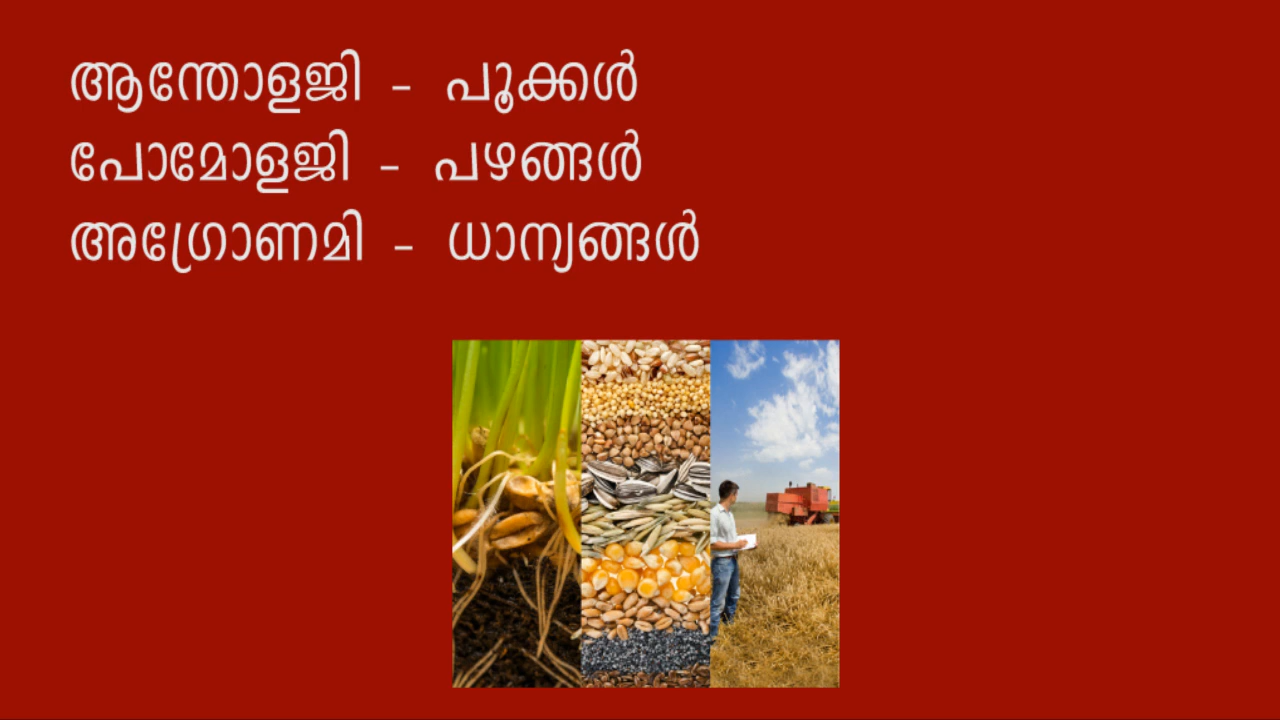 ആന്തോളജി - പൂക്കൾ
പോമോളജി - പഴങ്ങൾ
അഗ്രോണമി - ധാന്യങ്ങൾ